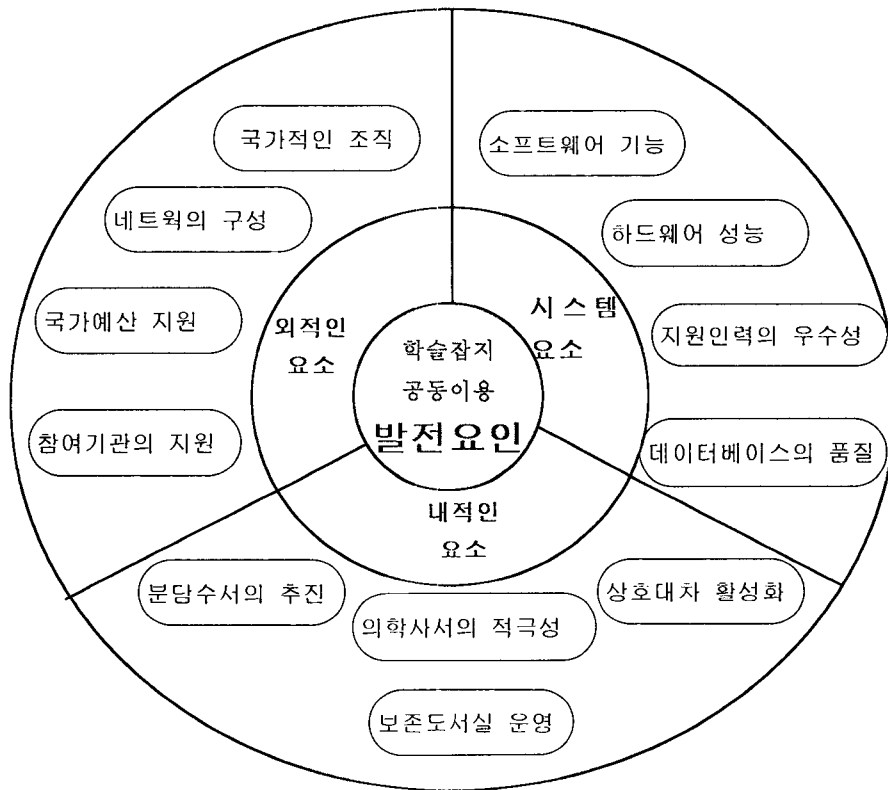 국가적인 조직
소프트웨어 기능
네트웍의 구성
하드웨어 성능
국가예산 지원
외적인
요소
시스템
요소
지원인력의 우수성
학술잡지
공동이용
발전요인
참여기관의 지원
데이터베이스의 품질
내적인
요소
분담수서의 추진
상호대차 활성화
의학사서의 적극성
보존도서실 운영